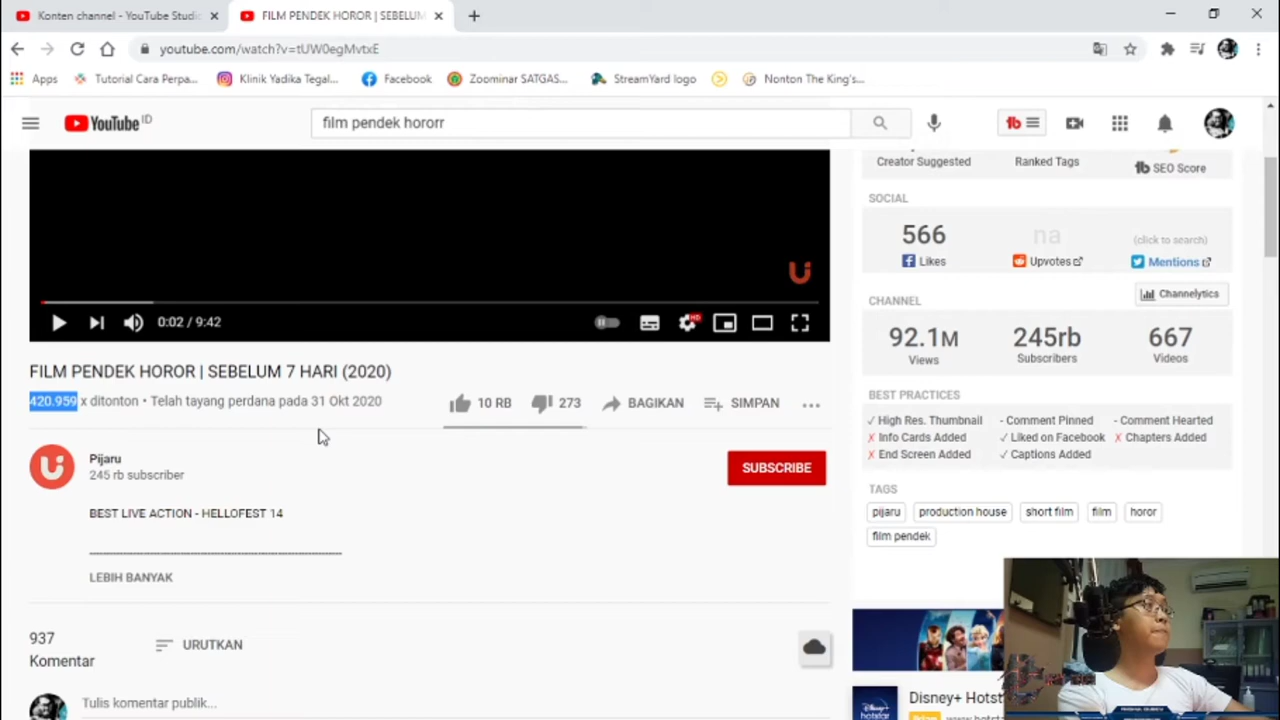 Konten channel - YouTube Studio
FILM PENDEK HOROR | SEBELUM
youtube.com/watch?v=tUW0egMvtxE
Apps
Tutorial Cara Perpa...
Klinik Yadika Tegal...
Facebook
Zoominar SATGAS...
StreamYard logo
Nonton The King's...
YouTube ID
film pendek hororr
tb
Creator Suggested
Ranked Tags
tb SEO Score
SOCIAL
566
na
(click to search)
Likes
Upvotes
Mentions
CHANNEL
Channelytics
92.1M
245rb
667
Views
Subscribers
Videos
0:02 / 9:42
HD
FILM PENDEK HOROR | SEBELUM 7 HARI (2020)
420.959 x ditonton • Telah tayang perdana pada 31 Okt 2020
10 RB
273
BAGIKAN
SIMPAN
BEST PRACTICES
✓ High Res. Thumbnail
- Comment Pinned
- Comment Hearted
✗ Info Cards Added
✓ Liked on Facebook
✗ Chapters Added
✗ End Screen Added
✓ Captions Added
Pijaru
245 rb subscriber
SUBSCRIBE
BEST LIVE ACTION - HELLOFEST 14
LEBIH BANYAK
TAGS
pijaru
production house
short film
film
horor
film pendek
937
Komentar
URUTKAN
Tulis komentar publik...
Disney+ Hotst
hotstar